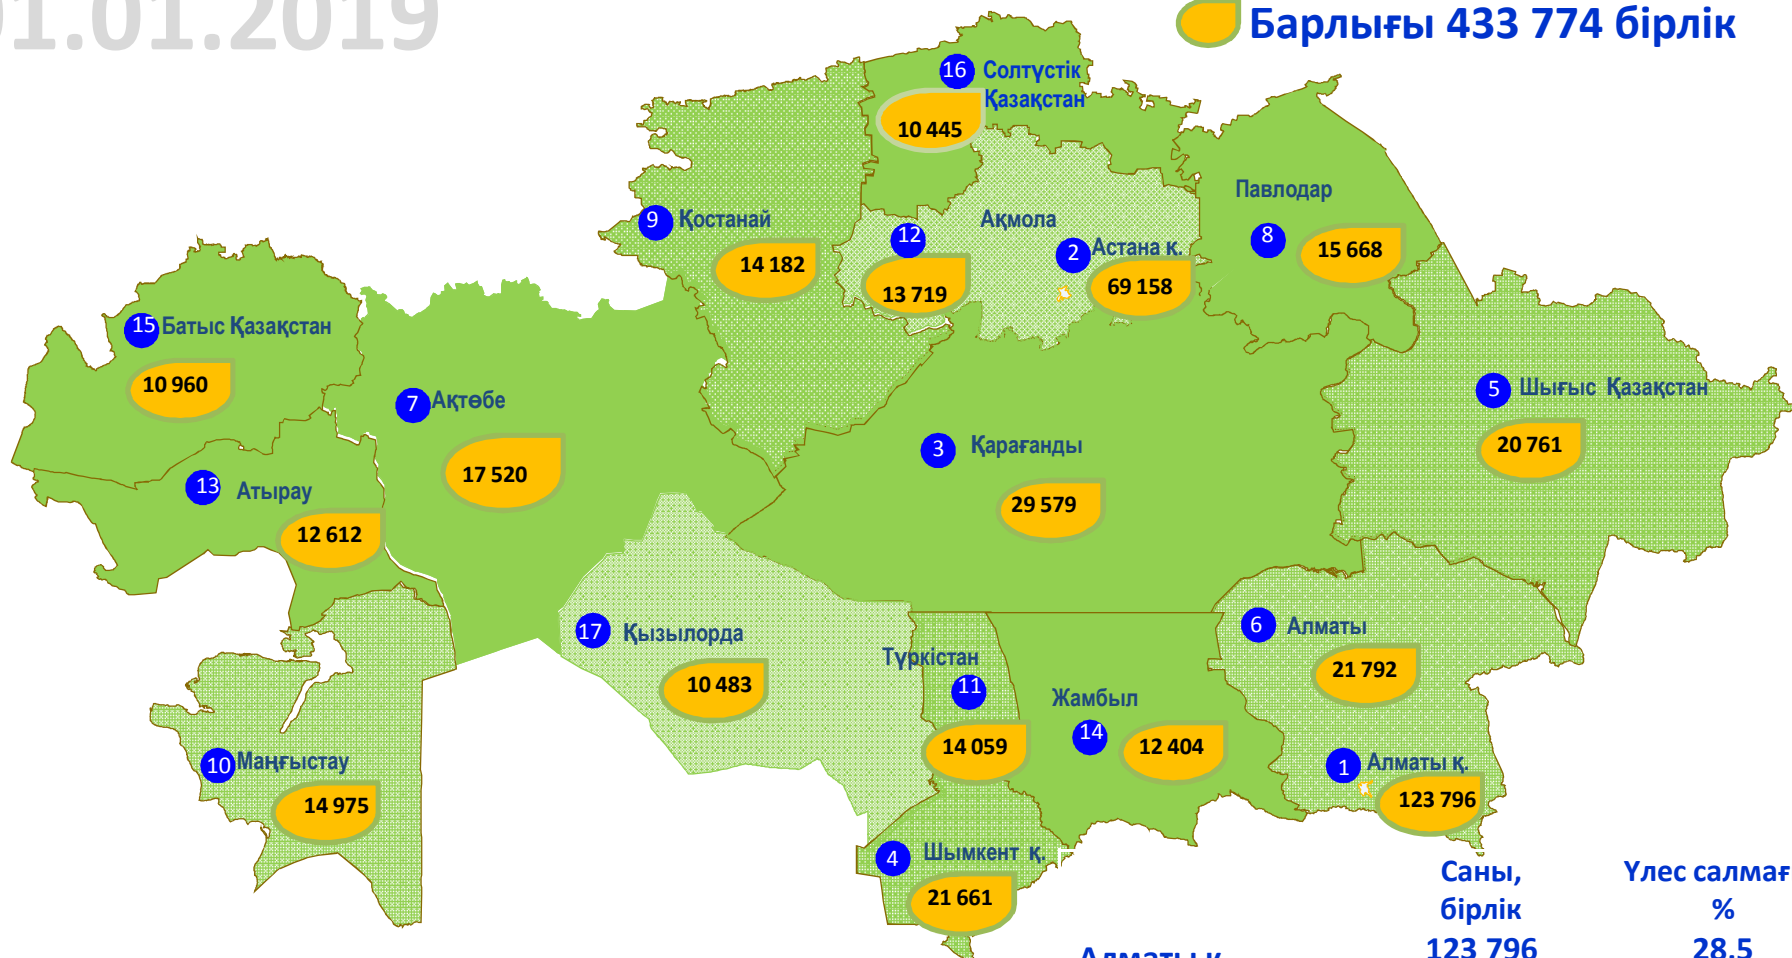 01.01.2019
Барлығы 433 774 бірлік
16 Солтүстік
Қазақстан
10 445
Павлодар
8
15 668
9 Қостанай
14 182
Ақмола
12
13 719
2 Астана қ.
69 158
15 Батыс Қазақстан
10 960
7 Ақтөбе
17 520
5 Шығыс Қазақстан
20 761
3 Қарағанды
29 579
13 Атырау
12 612
17 Қызылорда
10 483
6 Алматы
21 792
Түркістан
11
14 059
Жамбыл
14
12 404
10 Маңғыстау
14 975
1 Алматы қ.
123 796
4 Шымкент қ.
21 661
Саны, Үлес салмағ
бірлік %
Алматы қ 123 796 28,5